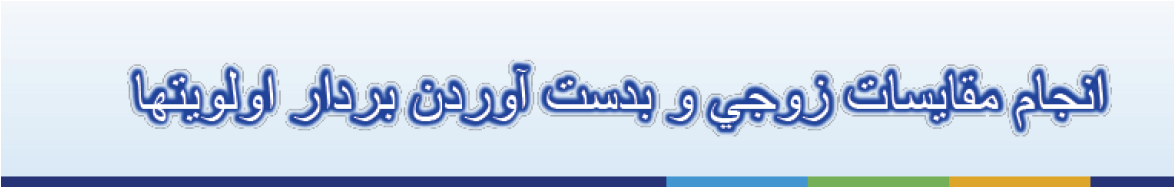 انجام مقايسات زوجي و بدست آوردن بردار اولويتها